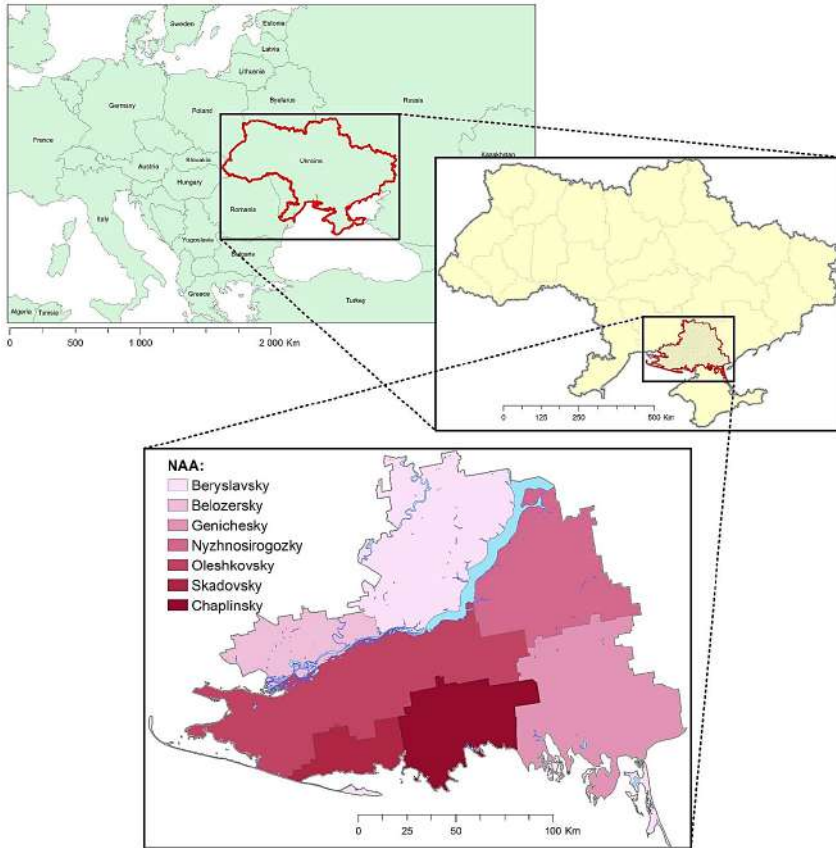 Sweden
Estonia
Latvia
Lithuania
Byelarus
Russia
Germany
Poland
France
Ukraine
Kazakhstan
Slovakia
Austria
Hungary
Romania
Italy
Yugoslavia
Bulgaria
Greece
Turkey
Algeria
Tunisia
0 500 1 000 2 000 Km
0 125 250 500 Km
NAA:
Beryslavsky
Belozersky
Genichesky
Nyzhnosirogozky
Oleshkovsky
Skadovsky
Chaplinsky
0 25 50 100 Km